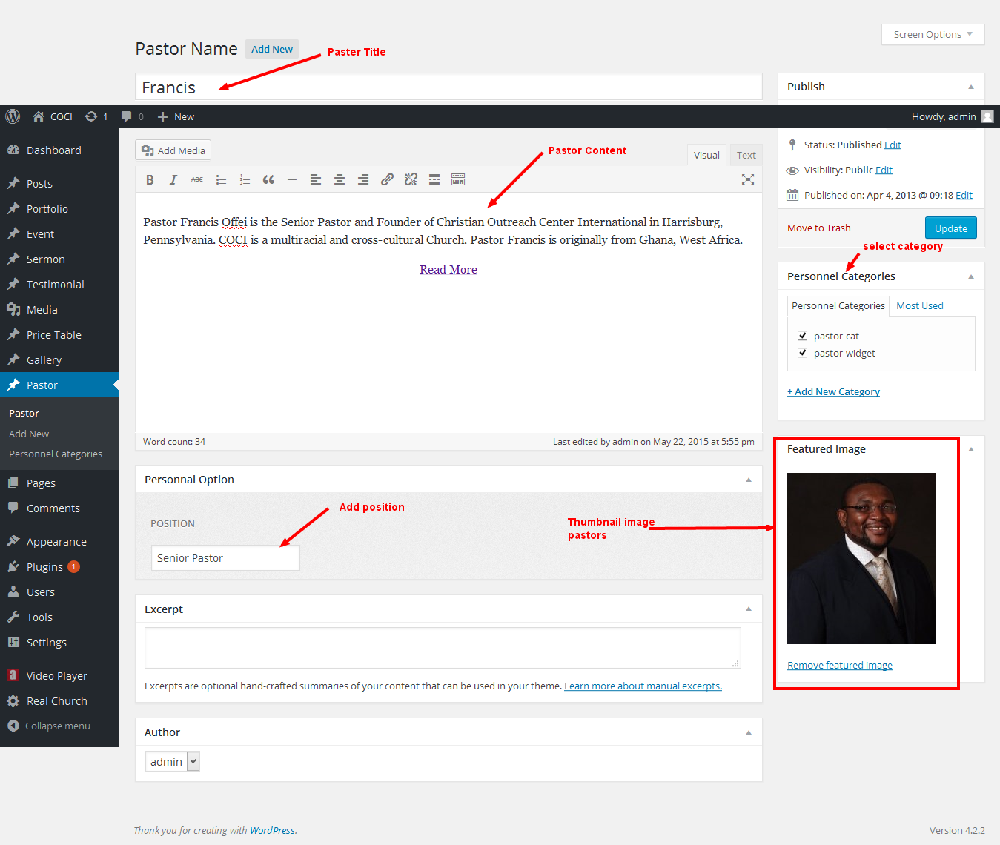 Screen Options
Pastor Name Add New
Paster Title
Francis
Publish
COCI 1 0 New
Howdy, admin
Dashboard
Posts
Portfolio
Event
Sermon
Testimonial
Media
Price Table
Gallery
Pastor
Pastor
Add New
Personnel Categories
Pages
Comments
Appearance
Plugins 1
Users
Tools
Settings
Video Player
Real Church
Collapse menu
Add Media
Pastor Content
Visual Text
B I ABC
Pastor Francis Offei is the Senior Pastor and Founder of Christian Outreach Center International in Harrisburg,
Pennsylvania. COCI is a multiracial and cross-cultural Church. Pastor Francis is originally from Ghana, West Africa.
Read More
Word count: 34
Last edited by admin on May 22, 2015 at 5:55 pm
Personnal Option
Add position
POSITION
Senior Pastor
Thumbnail image
pastors
Excerpt
Excerpts are optional hand-crafted summaries of your content that can be used in your theme. Learn more about manual excerpts.
Author
admin
Status: Published Edit
Visibility: Public Edit
Published on: Apr 4, 2013 @ 09:18 Edit
Move to Trash
Update
select category
Personnel Categories
Personnel Categories Most Used
pastor-cat
pastor-widget
+ Add New Category
Featured Image
Remove featured image
Thank you for creating with WordPress.
Version 4.2.2